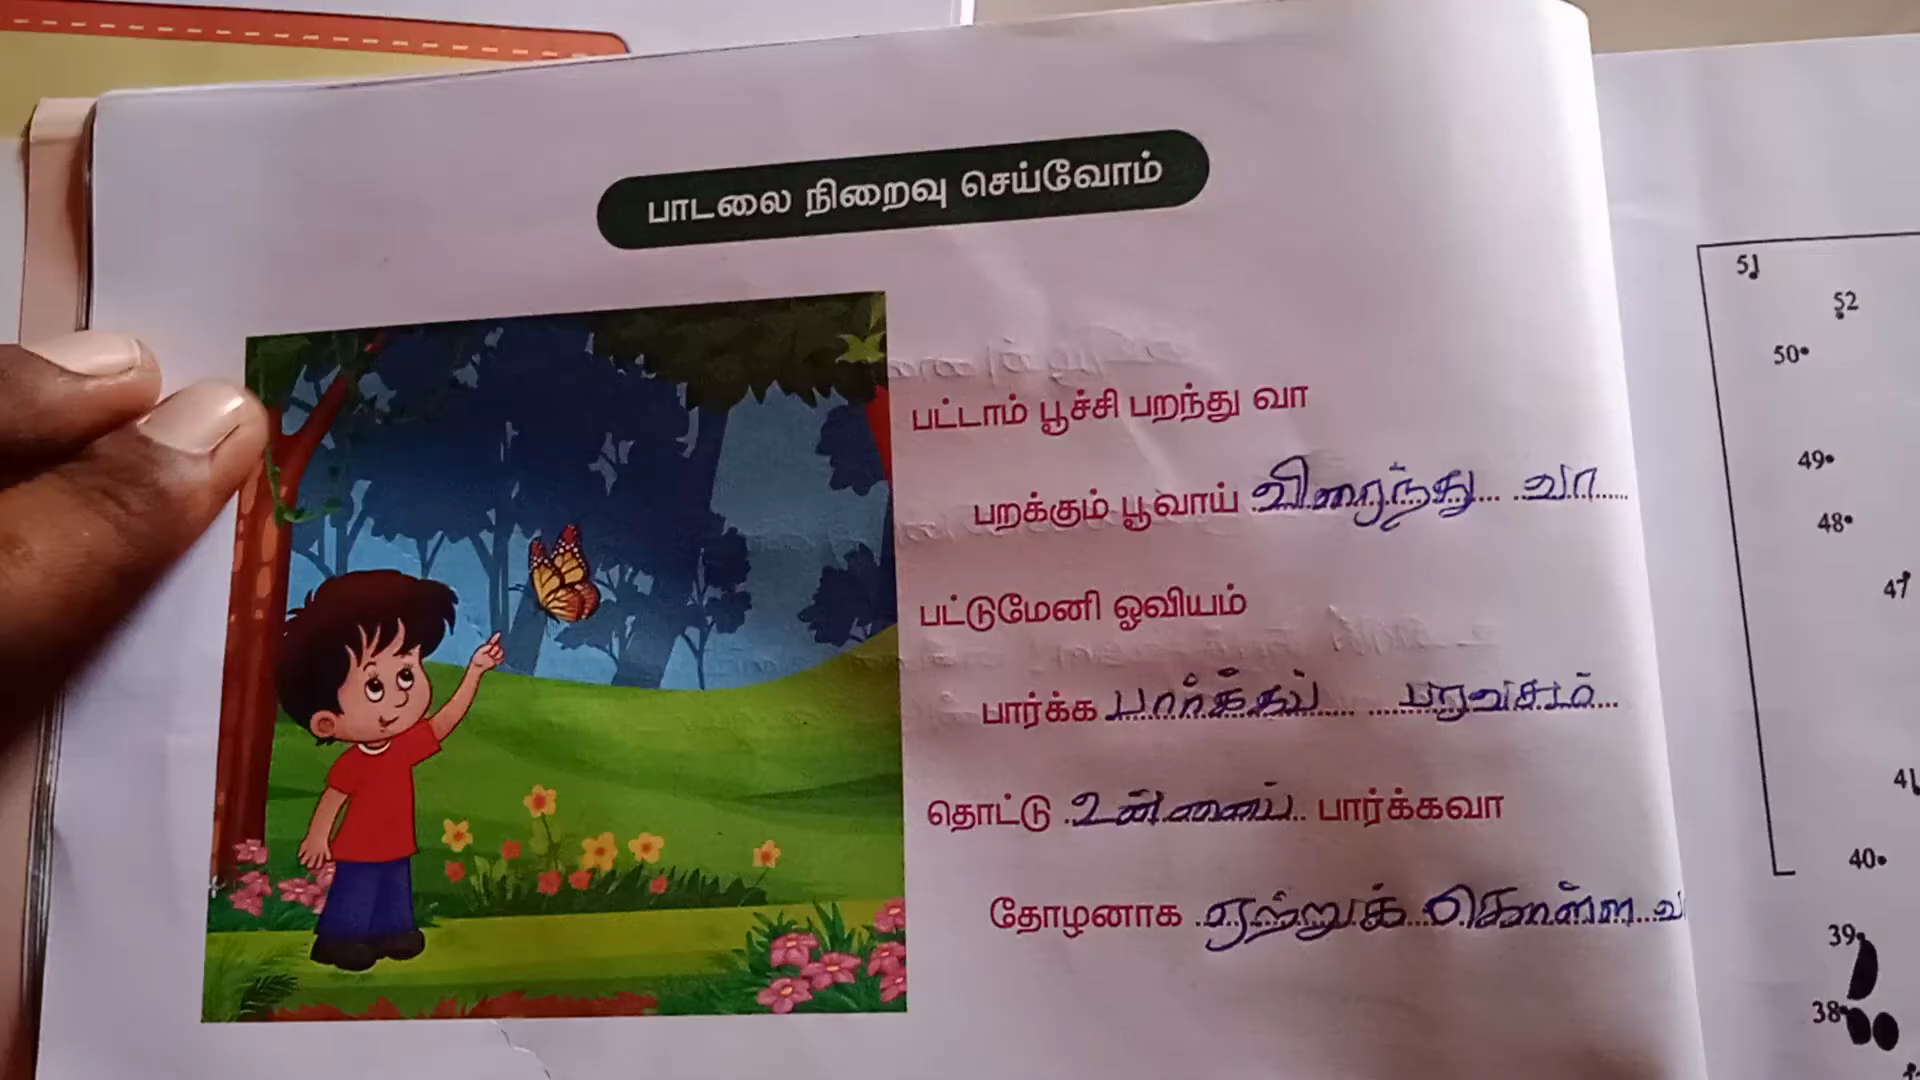 பாடலை நிறைவு செய்வோம்
பட்டாம் பூச்சி பறந்து வா
பறக்கும் பூவாய் விரைந்து வா
பட்டுமேனி ஓவியம்
பார்க்க பார்க்கப் பரவசம்
தொட்டு உன்னைப் பார்க்கவா
தோழனாக ஏற்றுக் கொள்ள வ
51
52
50
49
48
47
41
40
39
38